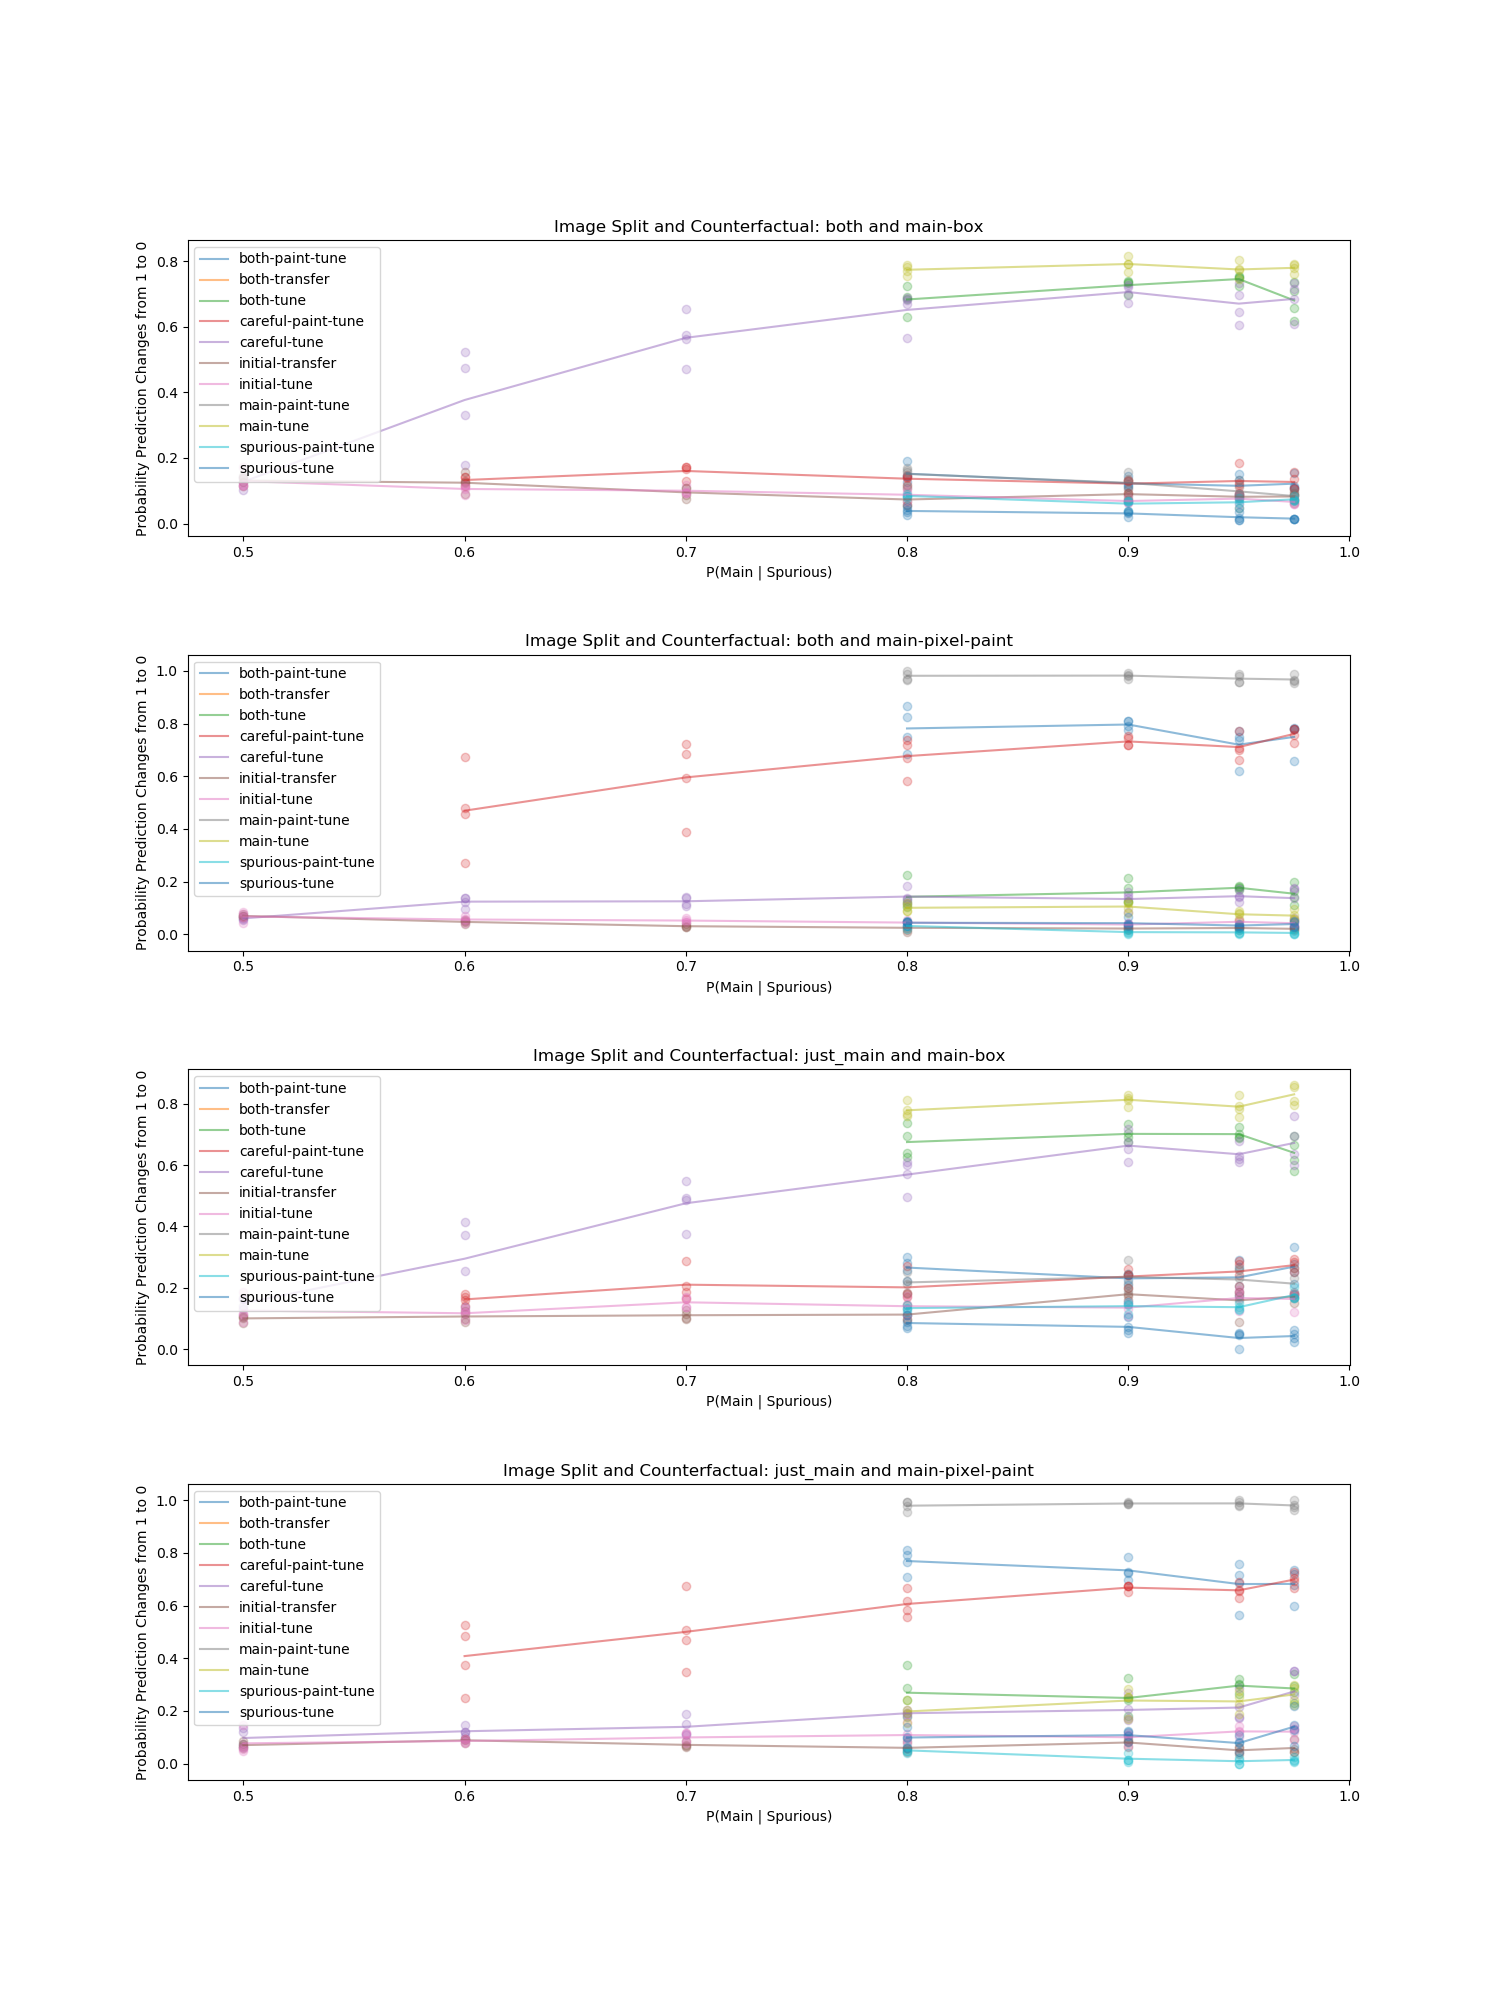 Image Split and Counterfactual: both and main-box
Probability Prediction Changes from 1 to 0
0.8
0.6
0.4
0.2
0.0
both-paint-tune
both-transfer
both-tune
careful-paint-tune
careful-tune
initial-transfer
initial-tune
main-paint-tune
main-tune
spurious-paint-tune
spurious-tune
0.5 0.6 0.7 0.8 0.9 1.0
P(Main | Spurious)
Image Split and Counterfactual: both and main-pixel-paint
Probability Prediction Changes from 1 to 0
1.0
0.8
0.6
0.4
0.2
0.0
both-paint-tune
both-transfer
both-tune
careful-paint-tune
careful-tune
initial-transfer
initial-tune
main-paint-tune
main-tune
spurious-paint-tune
spurious-tune
0.5 0.6 0.7 0.8 0.9 1.0
P(Main | Spurious)
Image Split and Counterfactual: just_main and main-box
Probability Prediction Changes from 1 to 0
0.8
0.6
0.4
0.2
0.0
both-paint-tune
both-transfer
both-tune
careful-paint-tune
careful-tune
initial-transfer
initial-tune
main-paint-tune
main-tune
spurious-paint-tune
spurious-tune
0.5 0.6 0.7 0.8 0.9 1.0
P(Main | Spurious)
Image Split and Counterfactual: just_main and main-pixel-paint
Probability Prediction Changes from 1 to 0
1.0
0.8
0.6
0.4
0.2
0.0
both-paint-tune
both-transfer
both-tune
careful-paint-tune
careful-tune
initial-transfer
initial-tune
main-paint-tune
main-tune
spurious-paint-tune
spurious-tune
0.5 0.6 0.7 0.8 0.9 1.0
P(Main | Spurious)